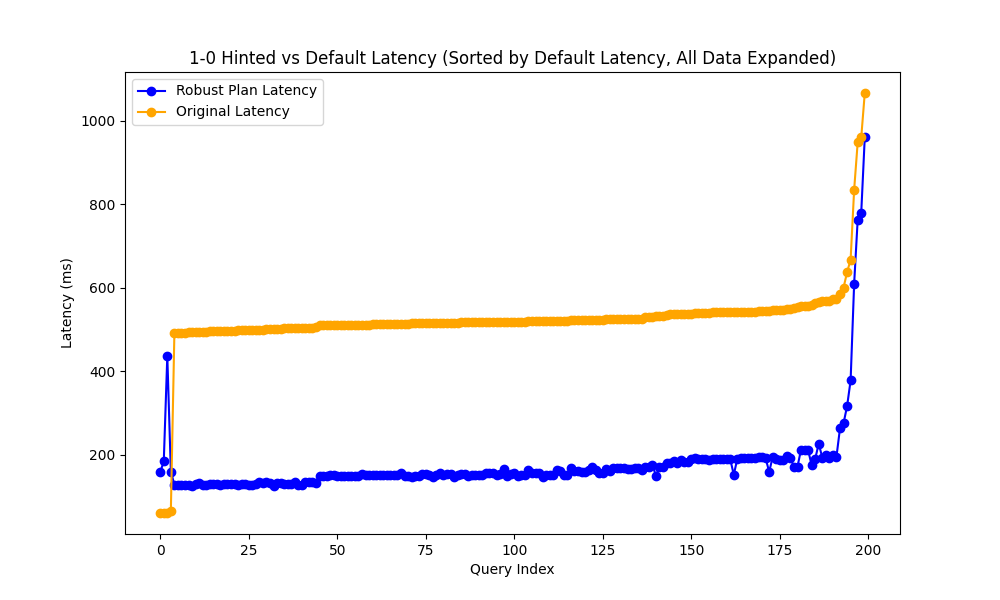 1-0 Hinted vs Default Latency (Sorted by Default Latency, All Data Expanded)
Robust Plan Latency
Original Latency
1000
800
600
400
200
Latency (ms)
0 25 50 75 100 125 150 175 200
Query Index